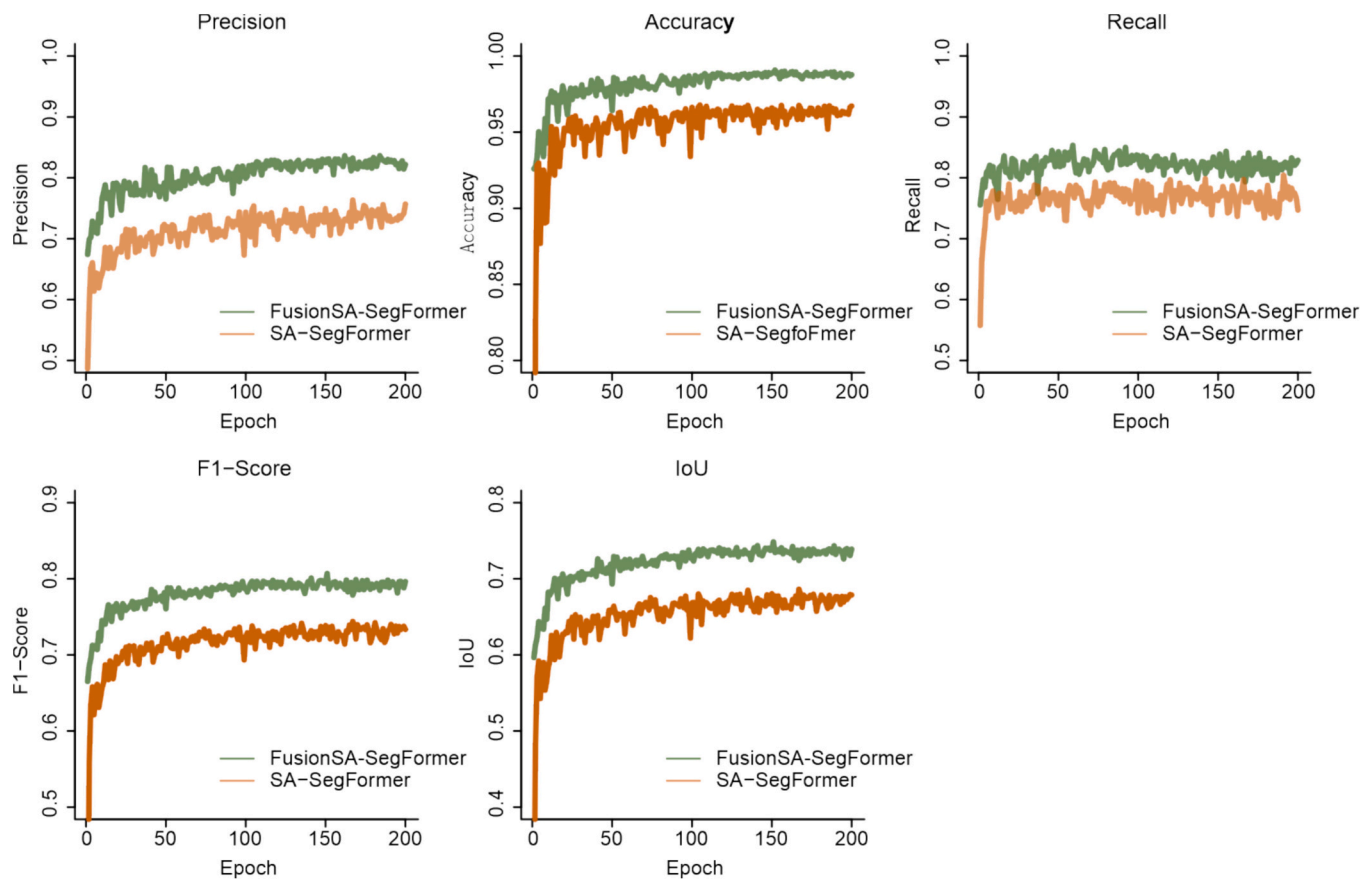 Precision
Precision
1.0
0.9
0.8
0.7
0.6
0.5
FusionSA-SegFormer
SA−SegFormer
0 50 100 150 200
Epoch
Accuracy
Accuracy
1.00
0.95
0.90
0.85
0.80
FusionSA-SegFormer
SA−SegfoFmer
0 50 100 150 200
Epoch
Recall
Recall
1.0
0.9
0.8
0.7
0.6
0.5
FusionSA-SegFormer
SA−SegFormer
0 50 100 150 200
Epoch
F1−Score
F1−Score
0.9
0.8
0.7
0.6
0.5
FusionSA-SegFormer
SA−SegFormer
0 50 100 150 200
Epoch
IoU
IoU
0.8
0.7
0.6
0.5
0.4
FusionSA-SegFormer
SA−SegFormer
0 50 100 150 200
Epoch